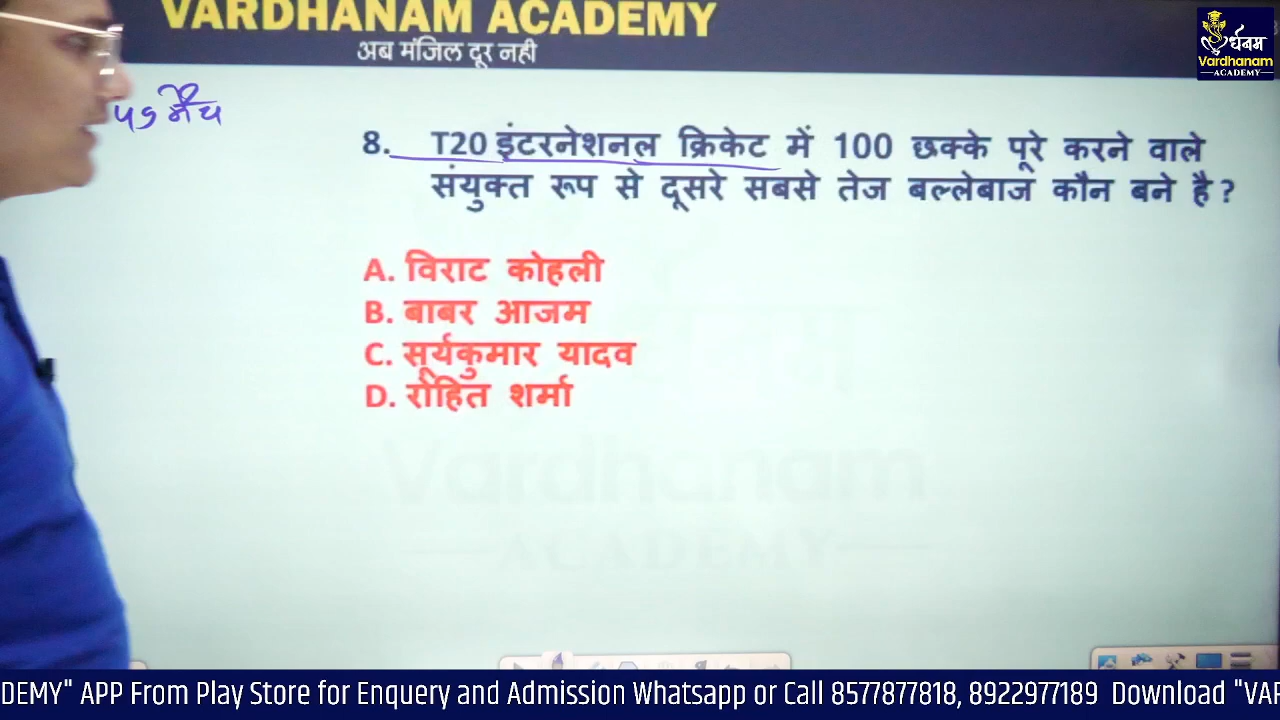 VARDHANAM ACADEMY
अब मंजिल दूर नही
र्धनम
Vardhanam
ACADEMY
मैच
8. T20 इंटरनेशनल क्रिकेट में 100 छक्के पूरे करने वाले
संयुक्त रूप से दूसरे सबसे तेज बल्लेबाज कौन बने है ?
A. विराट कोहली
B. बाबर आजम
C. सूर्यकुमार यादव
D. रोहित शर्मा
Vardhanam
ACADEMY
DEMY" APP From Play Store for Enquery and Admission Whatsapp or Call 8577877818, 8922977189 Download "VAR